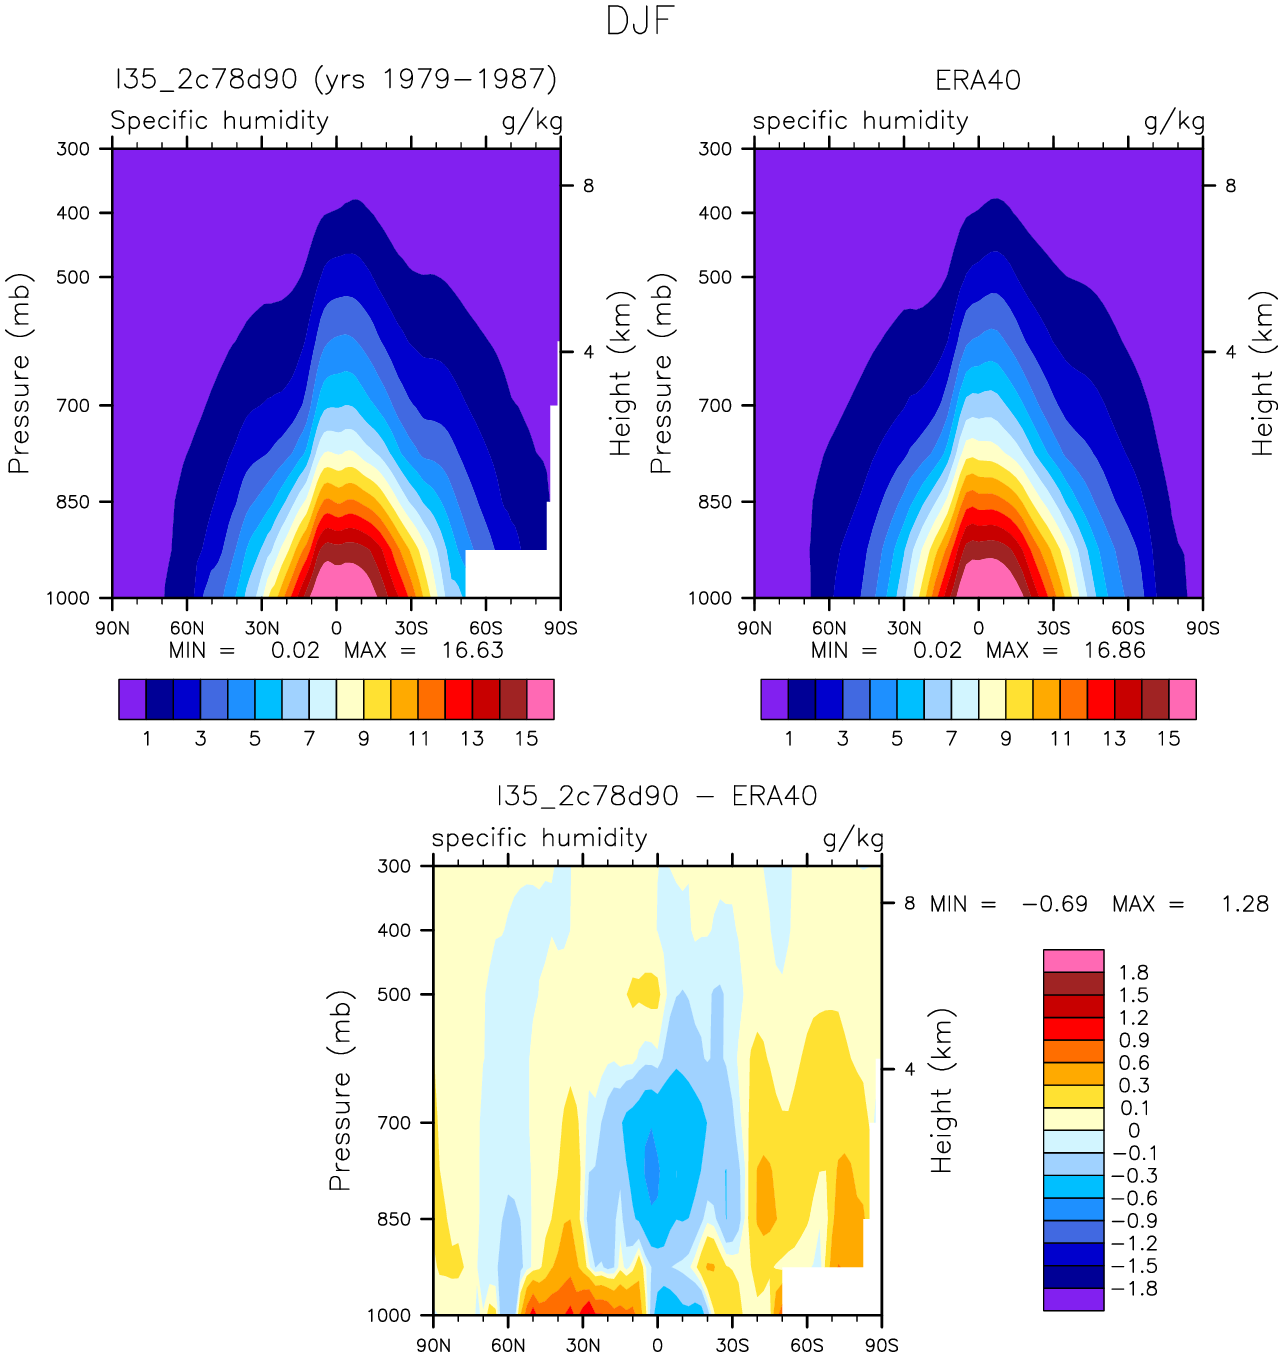 DJF
I35_2c78d90 (yrs 1979−1987)
Specific humidity g/kg
300
400
500
700
850
1000
Pressure (mb)
8
4
Height (km)
90N 60N 30N 0 30S 60S 90S
MIN = 0.02 MAX = 16.63
1 3 5 7 9 11 13 15
ERA40
specific humidity g/kg
300
400
500
700
850
1000
Pressure (mb)
8
4
Height (km)
90N 60N 30N 0 30S 60S 90S
MIN = 0.02 MAX = 16.86
1 3 5 7 9 11 13 15
I35_2c78d90 − ERA40
specific humidity g/kg
300
400
500
700
850
1000
Pressure (mb)
8
4
Height (km)
90N 60N 30N 0 30S 60S 90S
MIN = −0.69 MAX = 1.28
1.8
1.5
1.2
0.9
0.6
0.3
0.1
0
−0.1
−0.3
−0.6
−0.9
−1.2
−1.5
−1.8